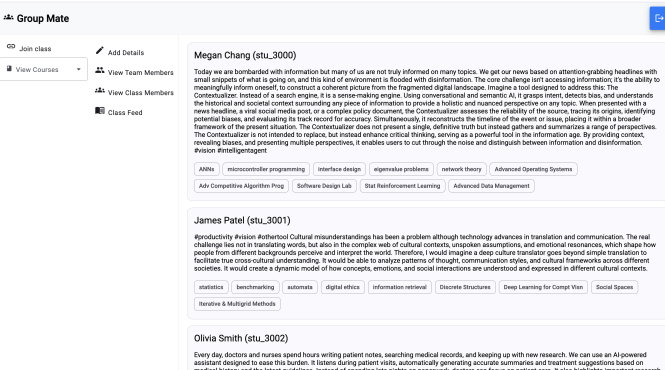 Group Mate
Join class
View Courses
Add Details
View Team Members
View Class Members
Class Feed
Megan Chang (stu_3000)
Today we are bombarded with information but many of us are not truly informed on many topics. We get our news based on attention-grabbing headlines with
small snippets of what is going on, and this kind of environment is flooded with disinformation. The core challenge isn't accessing information; it's the ability to
meaningfully inform oneself, to construct a coherent picture from the fragmented digital landscape. Imagine a tool designed to address this: The
Contextualizer. Instead of a search engine, it is a sense-making engine. Using conversational and semantic AI, it grasps intent, detects bias, and understands
the historical and societal context surrounding any piece of information to provide a holistic and nuanced perspective on any topic. When presented with a
news headline, a viral social media post, or a complex policy document, the Contextualizer assesses the reliability of the source, tracing its origins, identifying
potential biases, and evaluating its track record for accuracy. Simultaneously, it reconstructs the timeline of the event or issue, placing it within a broader
framework of the present situation. The Contextualizer does not present a single, definitive truth but instead gathers and summarizes a range of perspectives.
The Contextualizer is not intended to replace, but instead enhance critical thinking, serving as a powerful tool in the information age. By providing context,
revealing biases, and presenting multiple perspectives, it enables users to cut through the noise and distinguish between information and disinformation.
#vision #intelligentagent
ANNs
microcontroller programming
interface design
eigenvalue problems
network theory
Advanced Operating Systems
Adv Competitive Algorithm Prog
Software Design Lab
Stat Reinforcement Learning
Advanced Data Management
James Patel (stu_3001)
#productivity #vision #othertool Cultural misunderstandings has been a problem although technology advances in translation and communication. The real
challenge lies not in translating words, but also in the complex web of cultural contexts, unspoken assumptions, and emotional resonances, which shape how
people from different backgrounds perceive and interpret the world. Therefore, I would imagine a deep culture translator goes beyond simple translation to
facilitate true cross-cultural understanding. It would be able to analyze patterns of thought, communication styles, and cultural frameworks across different
societies. It would create a dynamic model of how concepts, emotions, and social interactions are understood and expressed in different cultural contexts.
statistics
benchmarking
automata
digital ethics
information retrieval
Discrete Structures
Deep Learning for Compt Visn
Social Spaces
Iterative & Multigrid Methods
Olivia Smith (stu_3002)
Every day, doctors and nurses spend hours writing patient notes, searching medical records, and keeping up with new research. We can use an AI-powered
assistant designed to ease this burden. It listens during patient visits, automatically generating accurate summaries and treatment suggestions based on